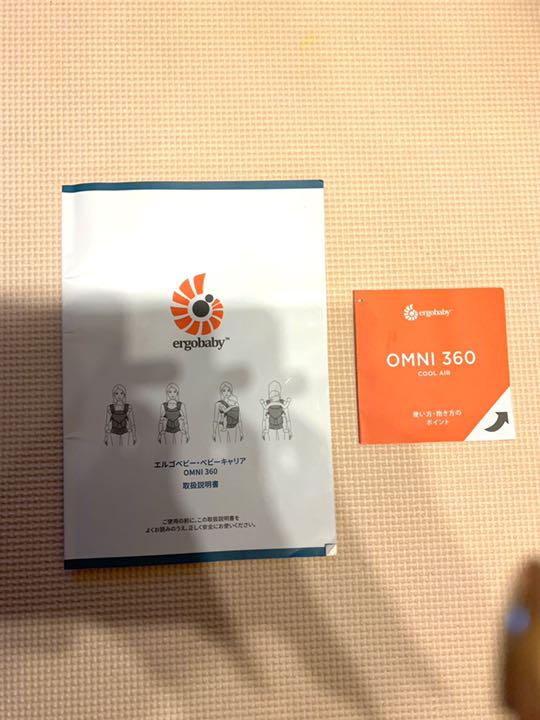 ergobaby™
エルゴベビー・ベビーキャリア
OMNI 360
取扱説明書
ご使用の前に、この取扱説明書を
よくお読みのうえ、正しく安全にお使いください。
ergobaby
OMNI 360
COOL AIR
使い方・抱き方の
ポイント